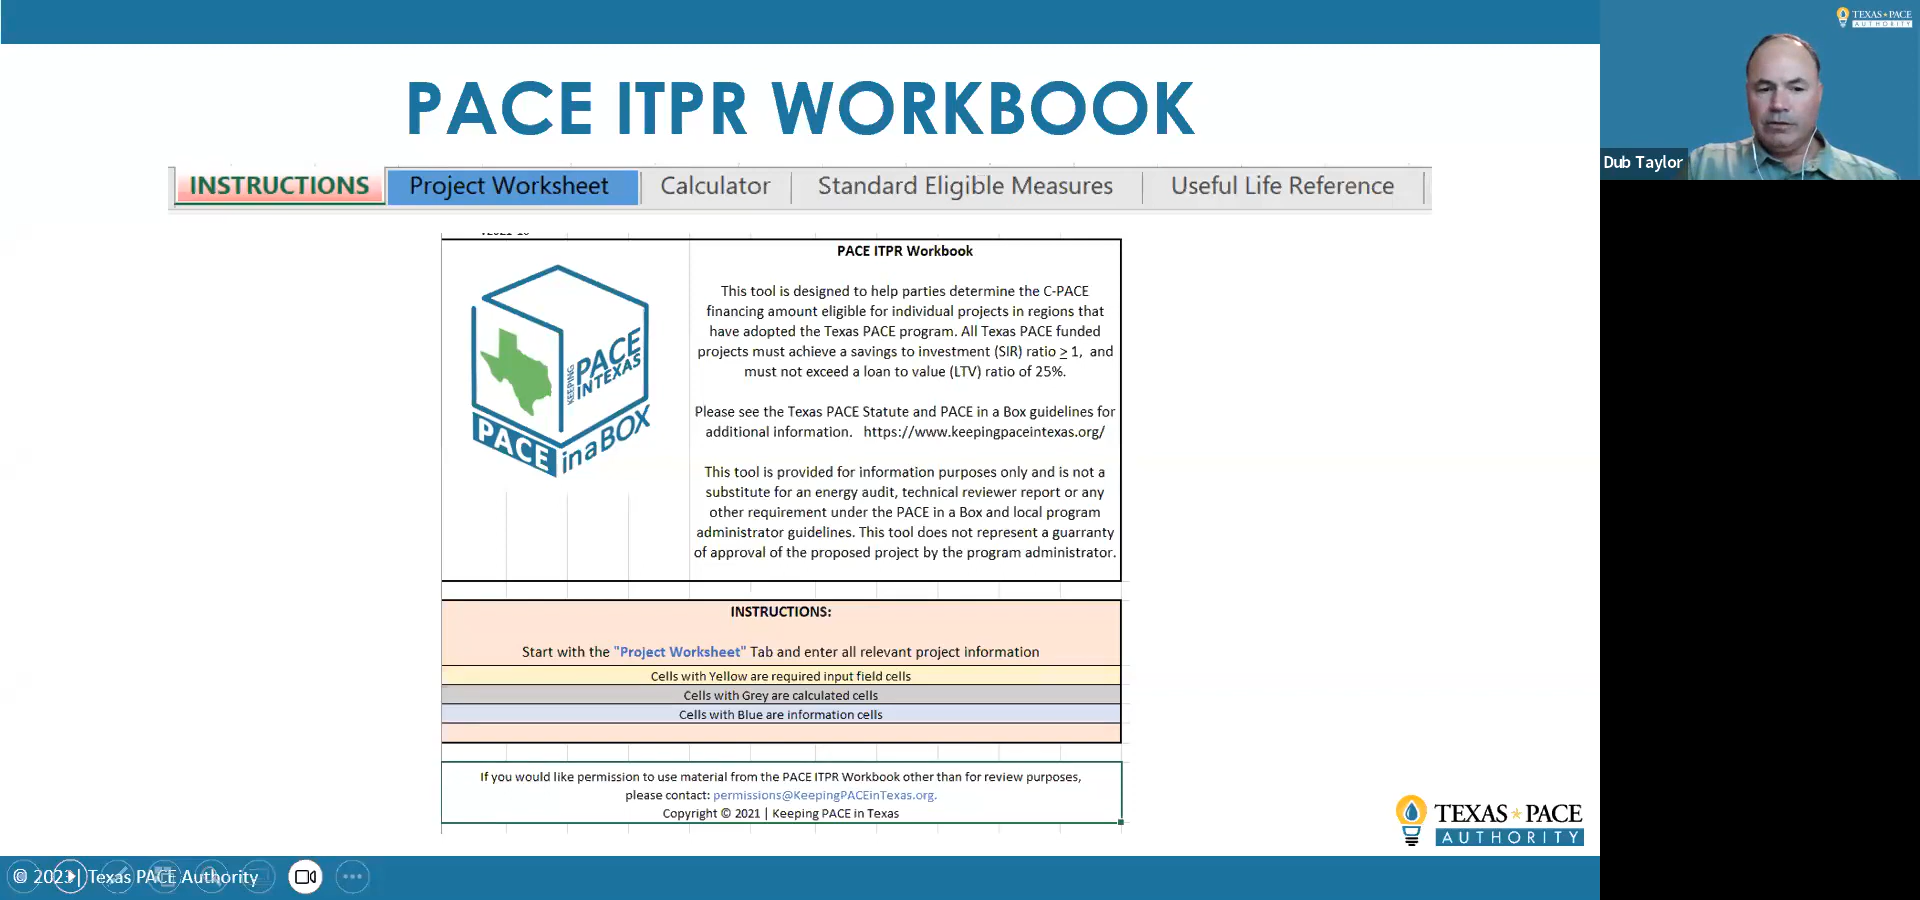 PACE ITPR WORKBOOK
INSTRUCTIONS
Project Worksheet
Calculator
Standard Eligible Measures
Useful Life Reference
PACE ITPR Workbook
This tool is designed to help parties determine the C-PACE
financing amount eligible for individual projects in regions that
have adopted the Texas PACE program. All Texas PACE funded
projects must achieve a savings to investment (SIR) ratio ≥ 1, and
must not exceed a loan to value (LTV) ratio of 25%.
Please see the Texas PACE Statute and PACE in a Box guidelines for
additional information. https://www.keepingpaceintexas.org/
This tool is provided for information purposes only and is not a
substitute for an energy audit, technical reviewer report or any
other requirement under the PACE in a Box and local program
administrator guidelines. This tool does not represent a guarranty
of approval of the proposed project by the program administrator.
KEEPING
PACE
IN TEXAS
PACE
in a BOX
INSTRUCTIONS:
Start with the "Project Worksheet" Tab and enter all relevant project information
Cells with Yellow are required input field cells
Cells with Grey are calculated cells
Cells with Blue are information cells
If you would like permission to use material from the PACE ITPR Workbook other than for review purposes,
please contact: permissions@KeepingPACEinTexas.org.
Copyright © 2021 | Keeping PACE in Texas
TEXAS PACE
AUTHORITY
© 2023 | Texas PACE Authority
TEXAS PACE
AUTHORITY
Dub Taylor